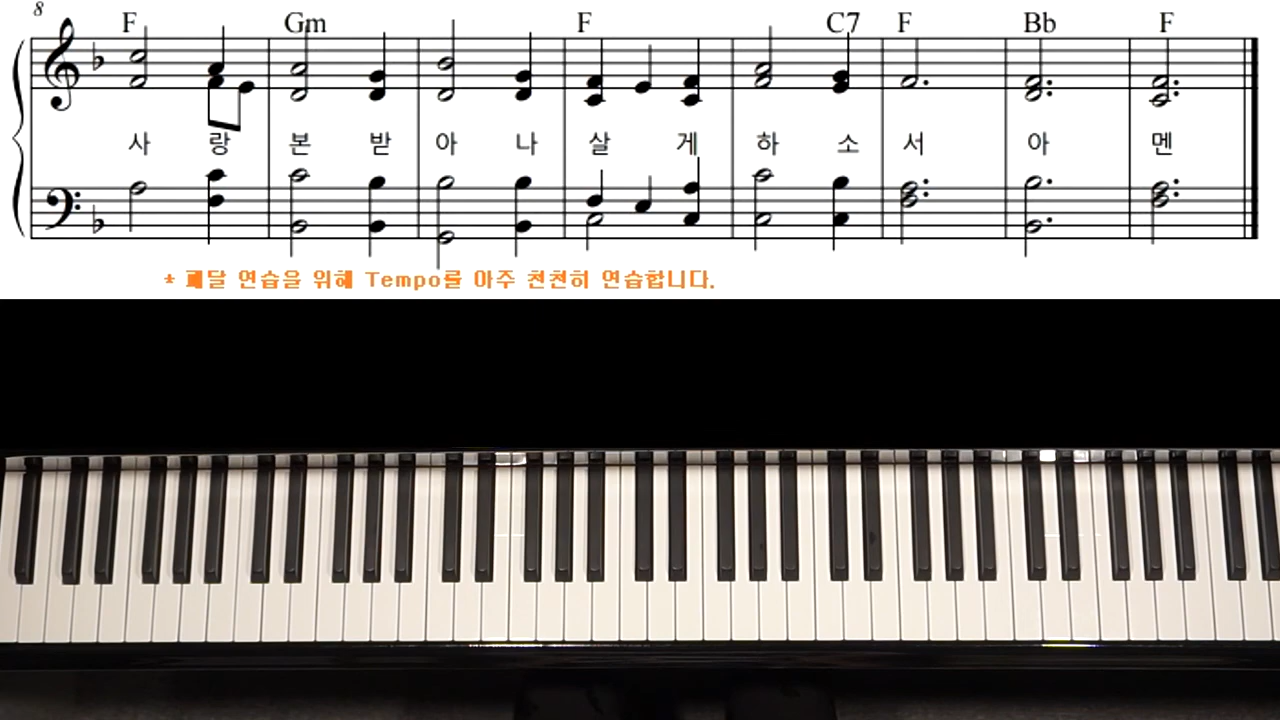 8
F Gm F C7 F Bb F
사 랑 본 받 아 나 살 게 하 소 서 아 멘
* 페달 연습을 위해 Tempo를 아주 천천히 연습합니다.